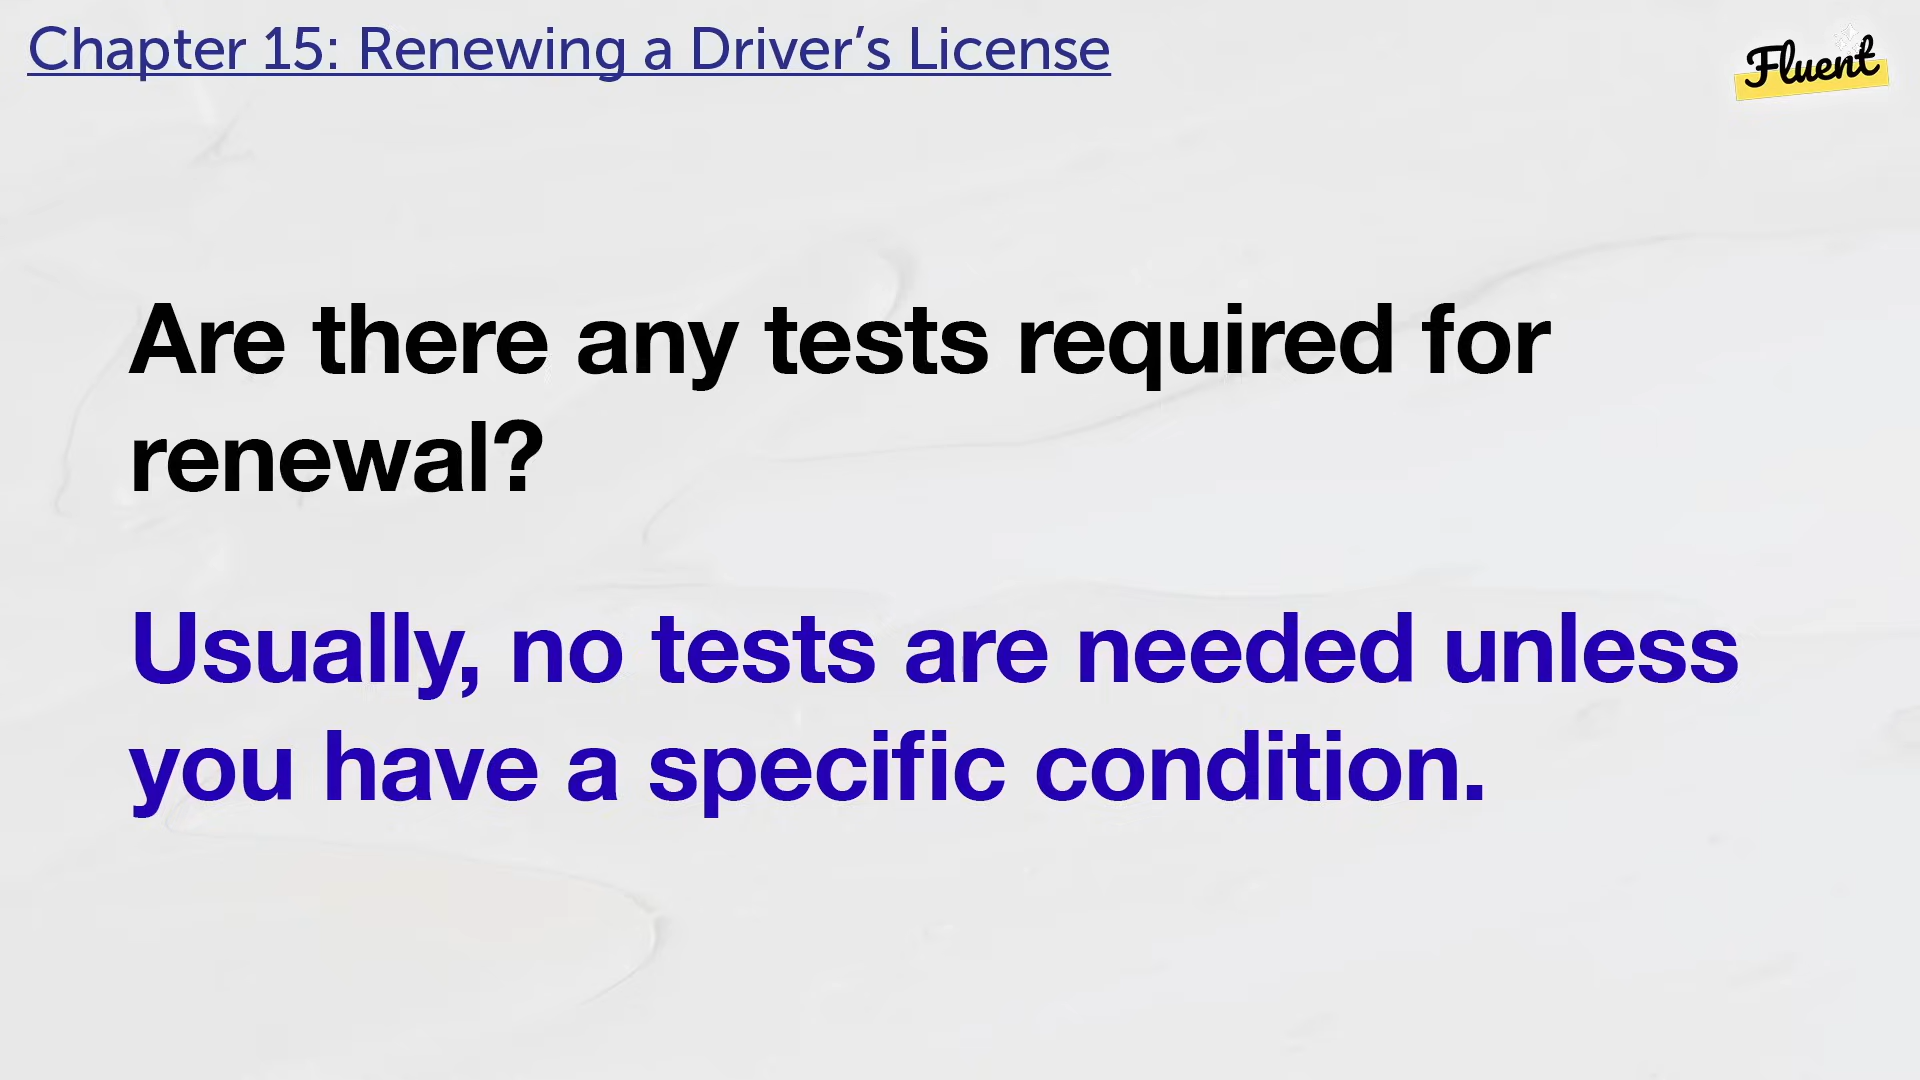 Chapter 15: Renewing a Driver’s License
Fluent
Are there any tests required for
renewal?
Usually, no tests are needed unless
you have a specific condition.